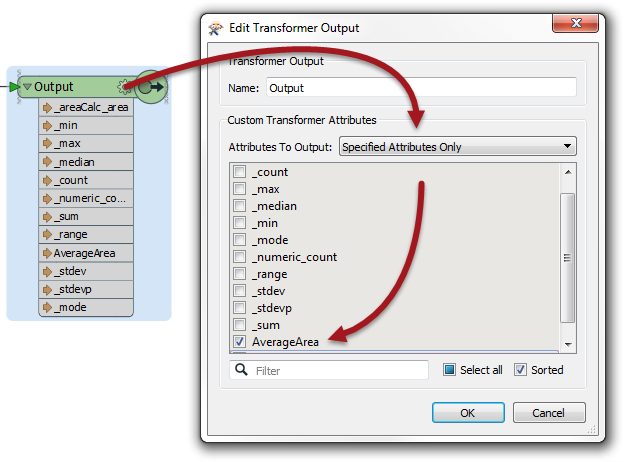 Output
_areaCalc_area
_min
_max
_median
_count
_numeric_co...
_sum
_range
AverageArea
_stdev
_stdevp
_mode
Edit Transformer Output
Transformer Output
Name: Output
Custom Transformer Attributes
Attributes To Output: Specified Attributes Only
_count
_max
_median
_min
_mode
_numeric_count
_range
_stdev
_stdevp
_sum
AverageArea
Filter
Select all
Sorted
OK
Cancel